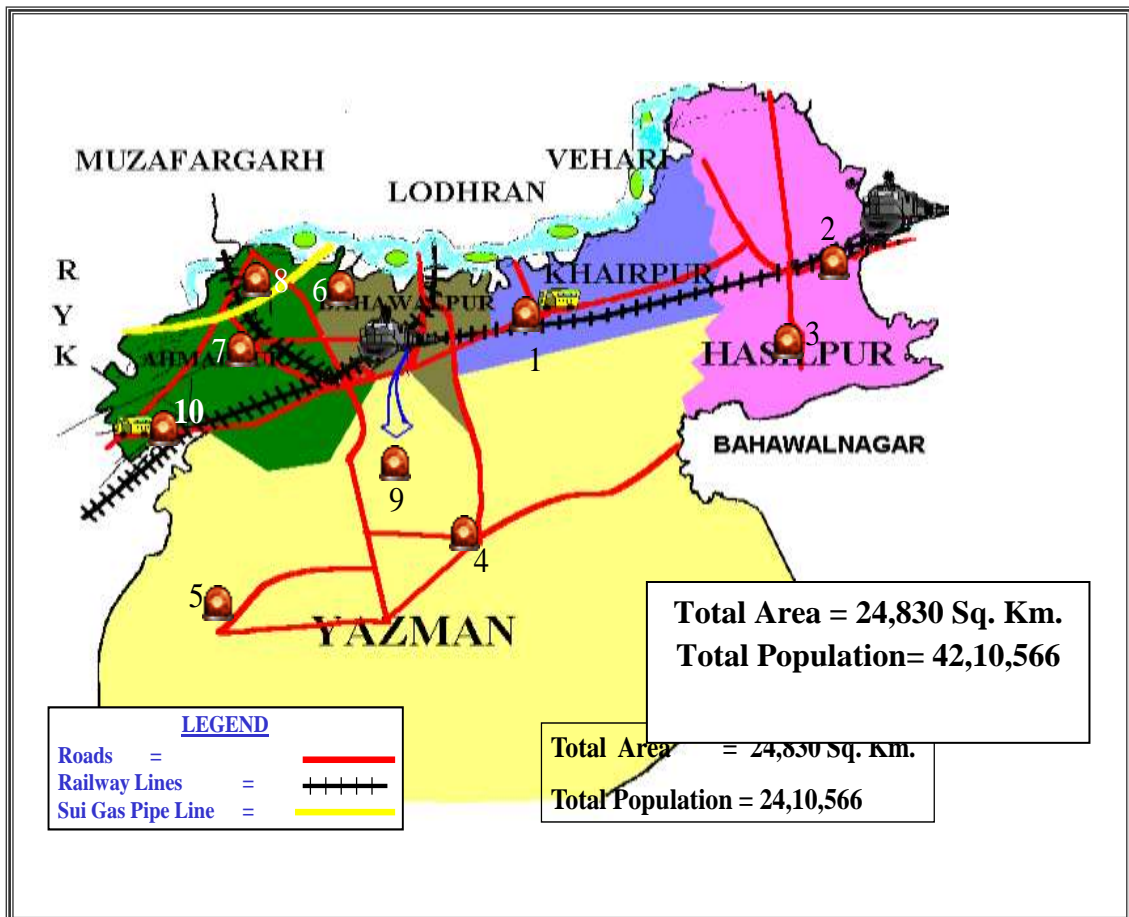 MUZAFARGARH
VEHARI
LODHRAN
R
Y
K
8
6
2
KHAIRPUR
BAHAWALPUR
7
1
3
HASILPUR
10
BAHAWALNAGAR
9
4
5
YAZMAN
Total Area = 24,830 Sq. Km.
Total Population= 42,10,566
LEGEND
Roads =
Railway Lines =
Sui Gas Pipe Line =
Total Area = 24,830 Sq. Km.
Total Population = 24,10,566